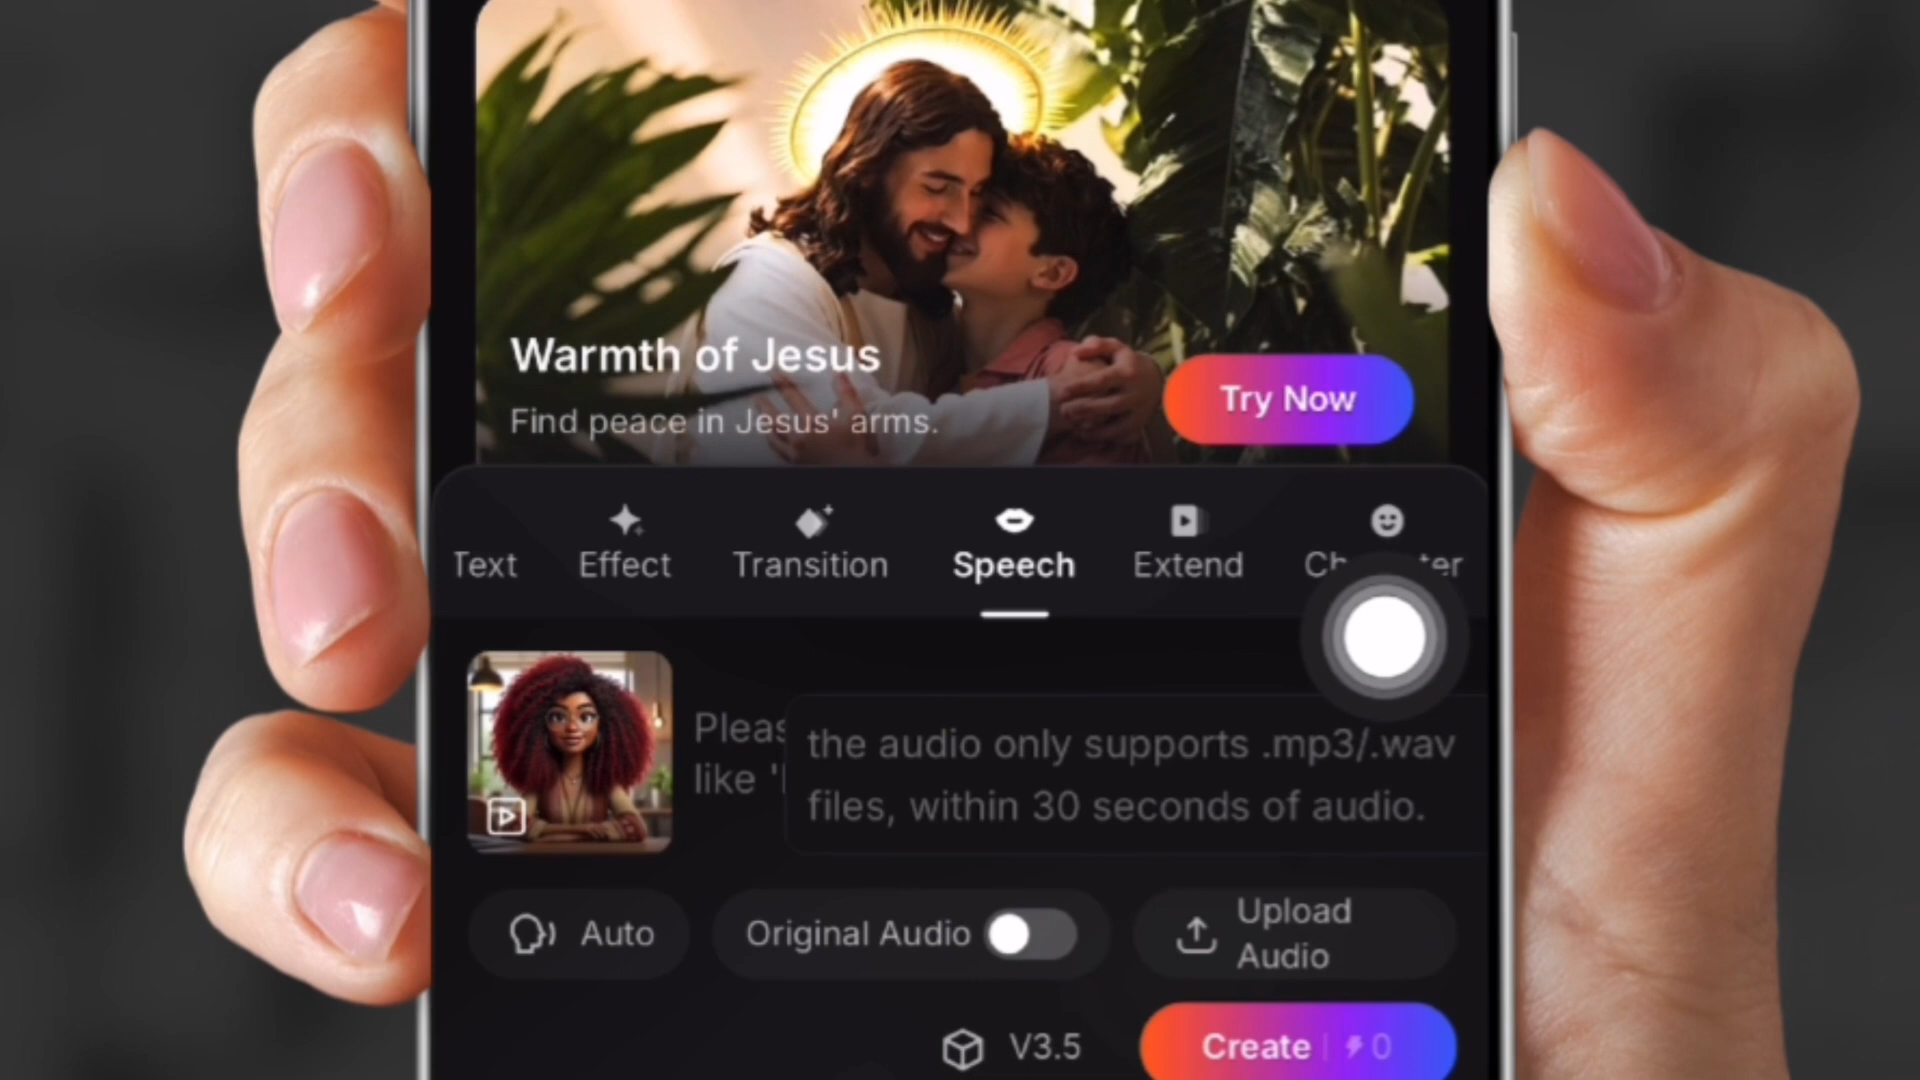 Warmth of Jesus
Find peace in Jesus' arms.
Try Now
Text
Effect
Transition
Speech
Extend
like
the audio only supports .mp3/.wav
files, within 30 seconds of audio.
Auto
Original Audio
Upload
Audio
V3.5
Create
0